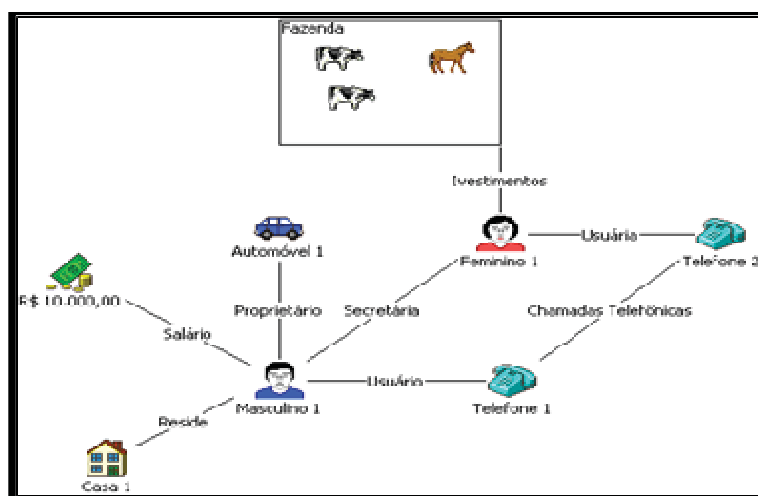 Fazenda
Ivestimentos
Automóvel 1
Feminino 1
Usuária
Telefone 2
R$ 10.000,00
Proprietário
Secretária
Chamadas Telefônicas
Salário
Masculino 1
Usuário
Telefone 1
Reside
Casa 1